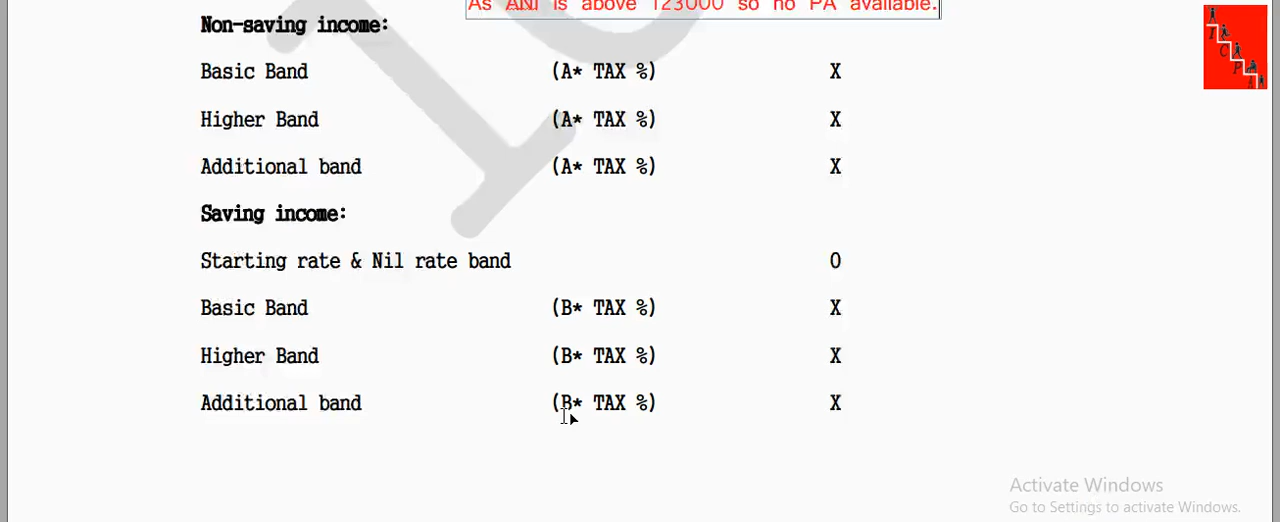 As ANI is above 123000 so no PA available.
Non-saving income:
Basic Band (A* TAX %) X
Higher Band (A* TAX %) X
Additional band (A* TAX %) X
Saving income:
Starting rate & Nil rate band 0
Basic Band (B* TAX %) X
Higher Band (B* TAX %) X
Additional band (B* TAX %) X
T
C
P
A
Activate Windows
Go to Settings to activate Windows.